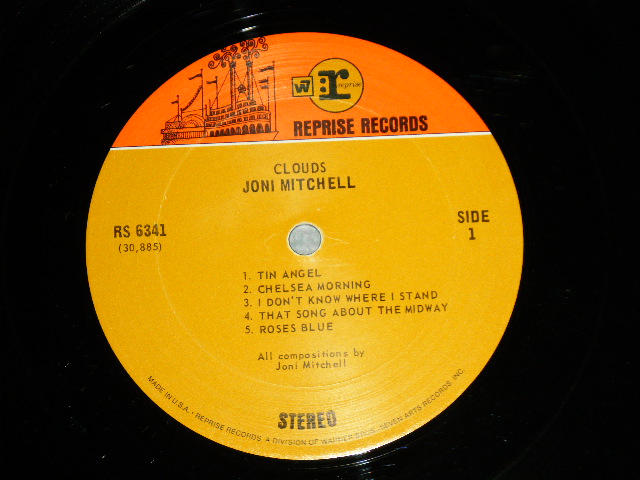 W
:r
reprise
REPRISE RECORDS
CLOUDS
JONI MITCHELL
RS 6341
(30,885)
SIDE
1
1. TIN ANGEL
2. CHELSEA MORNING
3. I DON'T KNOW WHERE I STAND
4. THAT SONG ABOUT THE MIDWAY
5. ROSES BLUE
All compositions by
Joni Mitchell
STEREO
MADE IN U.S.A. • REPRISE RECORDS, A DIVISION OF WARNER BROS.-SEVEN ARTS RECORDS, INC.